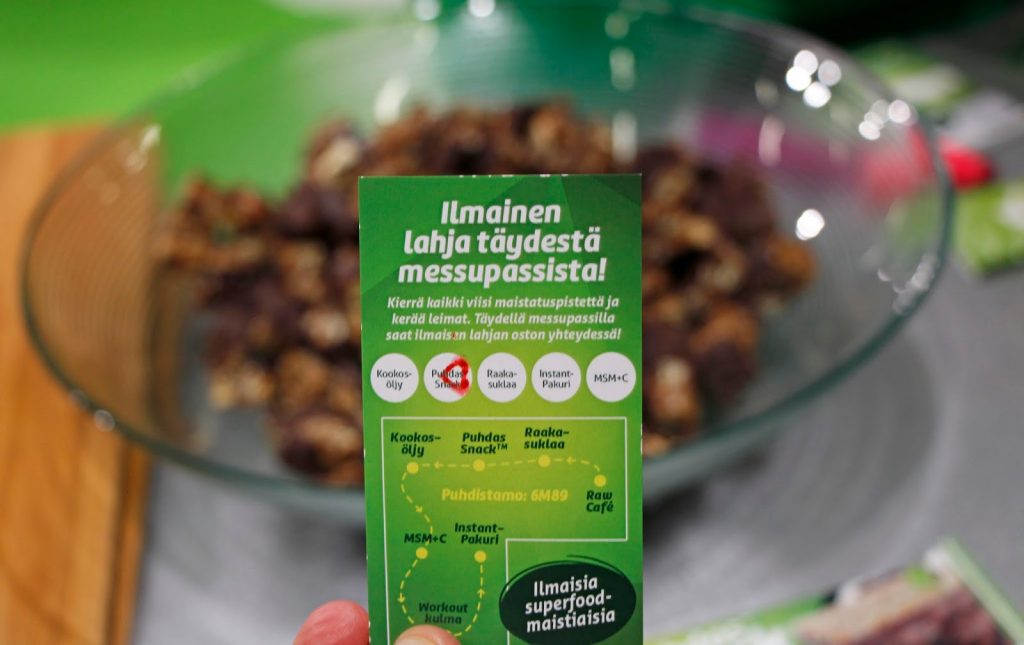 Ilmainen
lahja täydestä
messupassista!
Kierrä kaikki viisi maistatuspistettä ja
kerää leimat. Täydellä messupassilla
saat ilmaisen lahjan oston yhteydessä!
Kookos-
öljy
Puhdas
Snack
Raaka-
suklaa
Instant-
Pakuri
MSM+C
Kookos-
öljy
Puhdas
Snack™
Raaka-
suklaa
Puhdistamo: 6M89
Raw
Café
MSM+C
Instant-
Pakuri
Workout
kulma
Ilmaisia
superfood-
maistiaisia